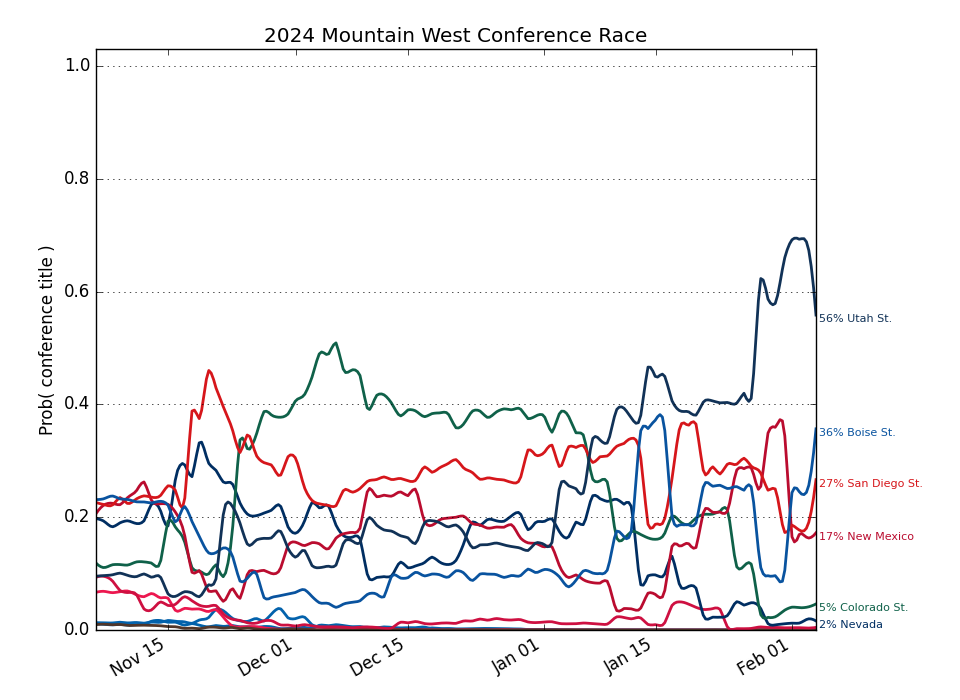 2024 Mountain West Conference Race
Prob( conference title )
1.0
0.8
0.6
0.4
0.2
0.0
56% Utah St.
36% Boise St.
27% San Diego St.
17% New Mexico
5% Colorado St.
2% Nevada
Nov 15
Dec 01
Dec 15
Jan 01
Jan 15
Feb 01